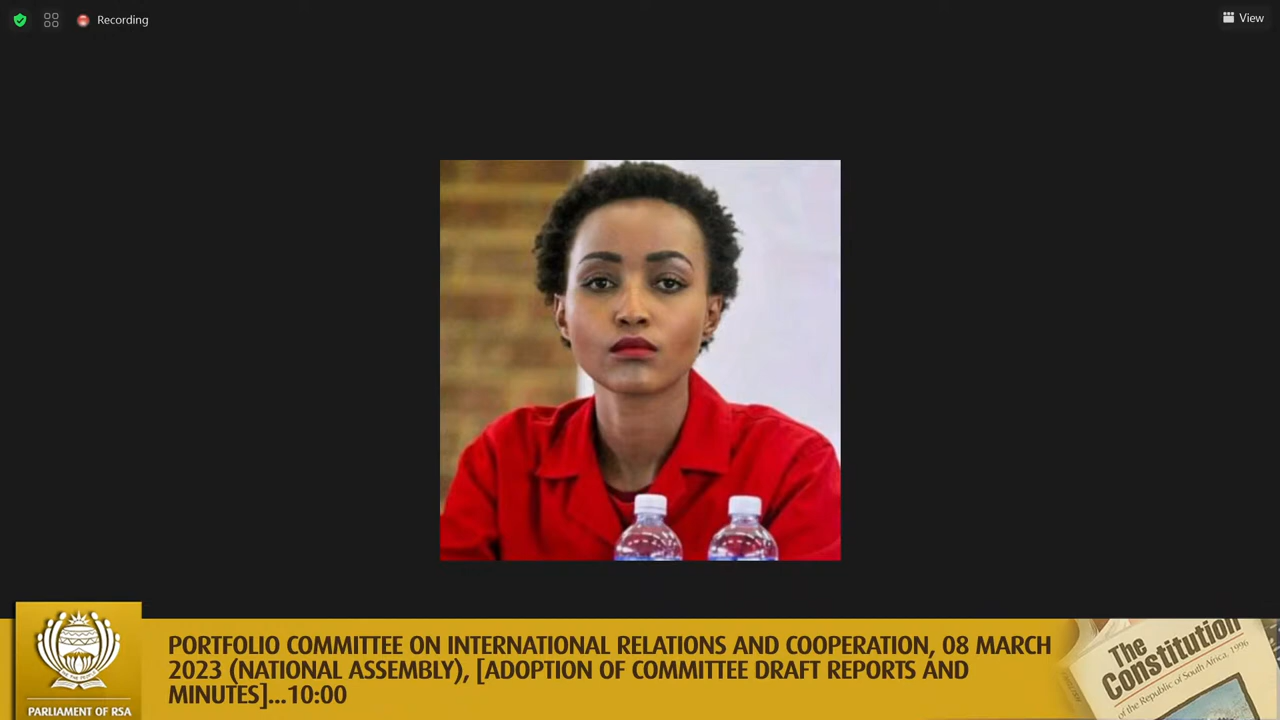 Recording
View
PORTFOLIO COMMITTEE ON INTERNATIONAL RELATIONS AND COOPERATION, 08 MARCH
2023 (NATIONAL ASSEMBLY), [ADOPTION OF COMMITTEE DRAFT REPORTS AND
MINUTES]...10:00
PARLIAMENT OF RSA
The
Constitution
of the Republic of South Africa, 1996